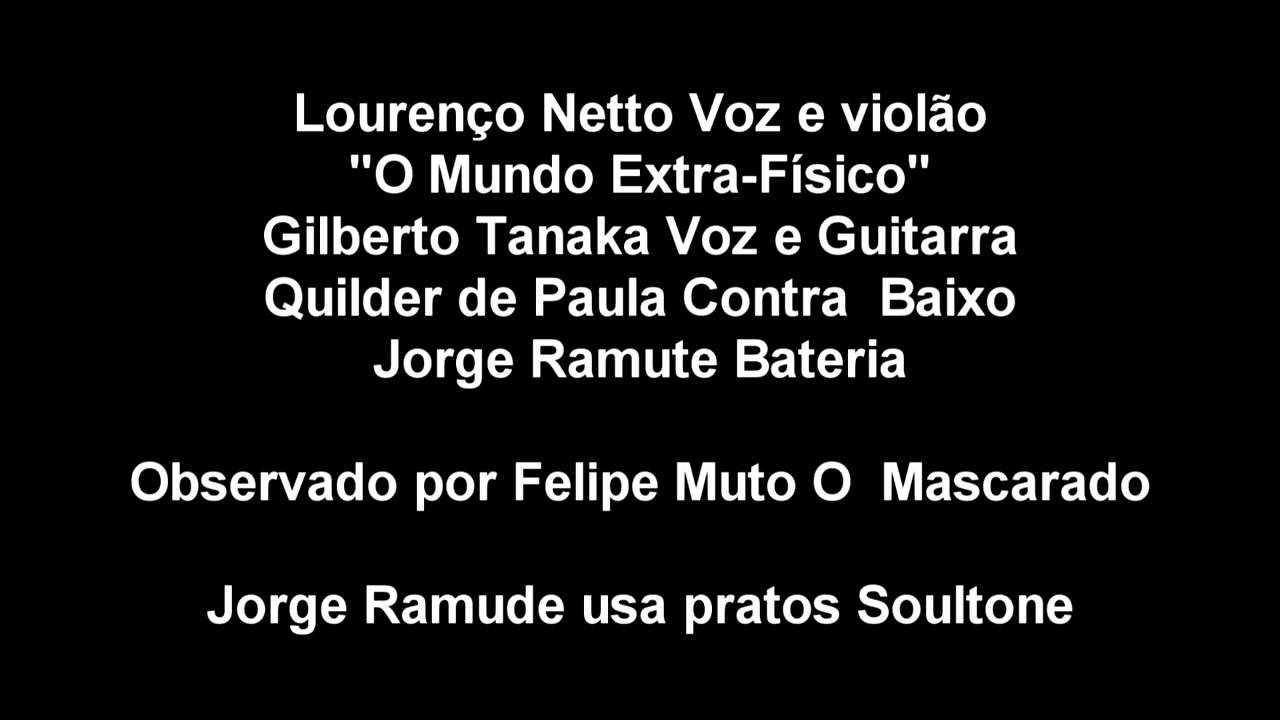 Lourenço Netto Voz e violão
"O Mundo Extra-Físico"
Gilberto Tanaka Voz e Guitarra
Quilder de Paula Contra  Baixo
Jorge Ramute Bateria
Observado por Felipe Muto O  Mascarado
Jorge Ramude usa pratos Soultone